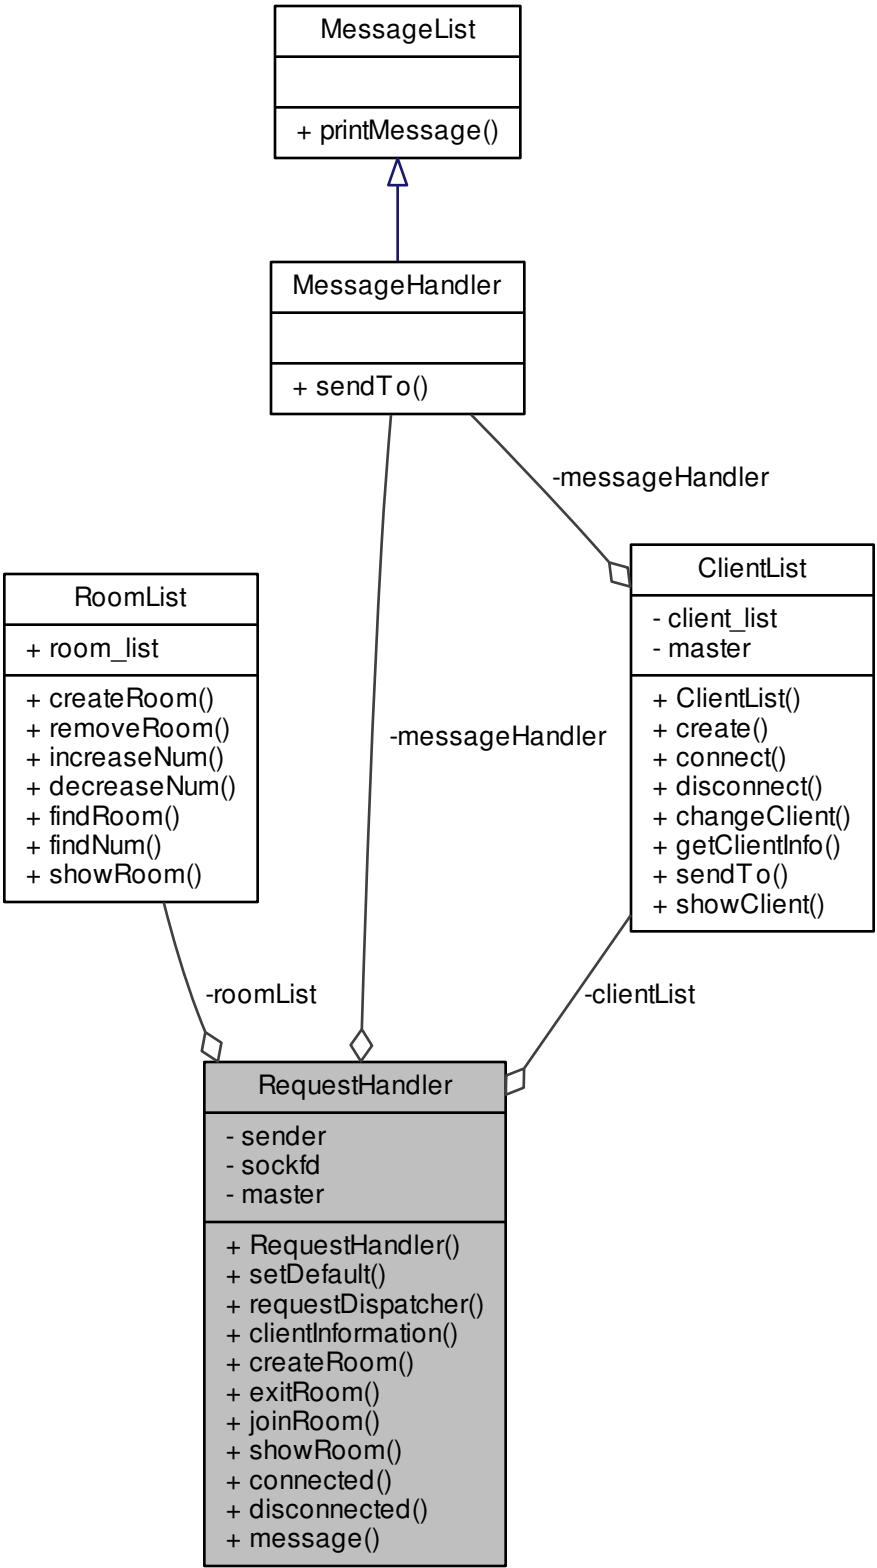 MessageList
+ printMessage()
MessageHandler
+ sendTo()
-messageHandler
ClientList
- client_list
- master
+ ClientList()
+ create()
+ connect()
+ disconnect()
+ changeClient()
+ getClientInfo()
+ sendTo()
+ showClient()
RoomList
+ room_list
+ createRoom()
+ removeRoom()
+ increaseNum()
+ decreaseNum()
+ findRoom()
+ findNum()
+ showRoom()
-messageHandler
-roomList
-clientList
RequestHandler
- sender
- sockfd
- master
+ RequestHandler()
+ setDefault()
+ requestDispatcher()
+ clientInformation()
+ createRoom()
+ exitRoom()
+ joinRoom()
+ showRoom()
+ connected()
+ disconnected()
+ message()